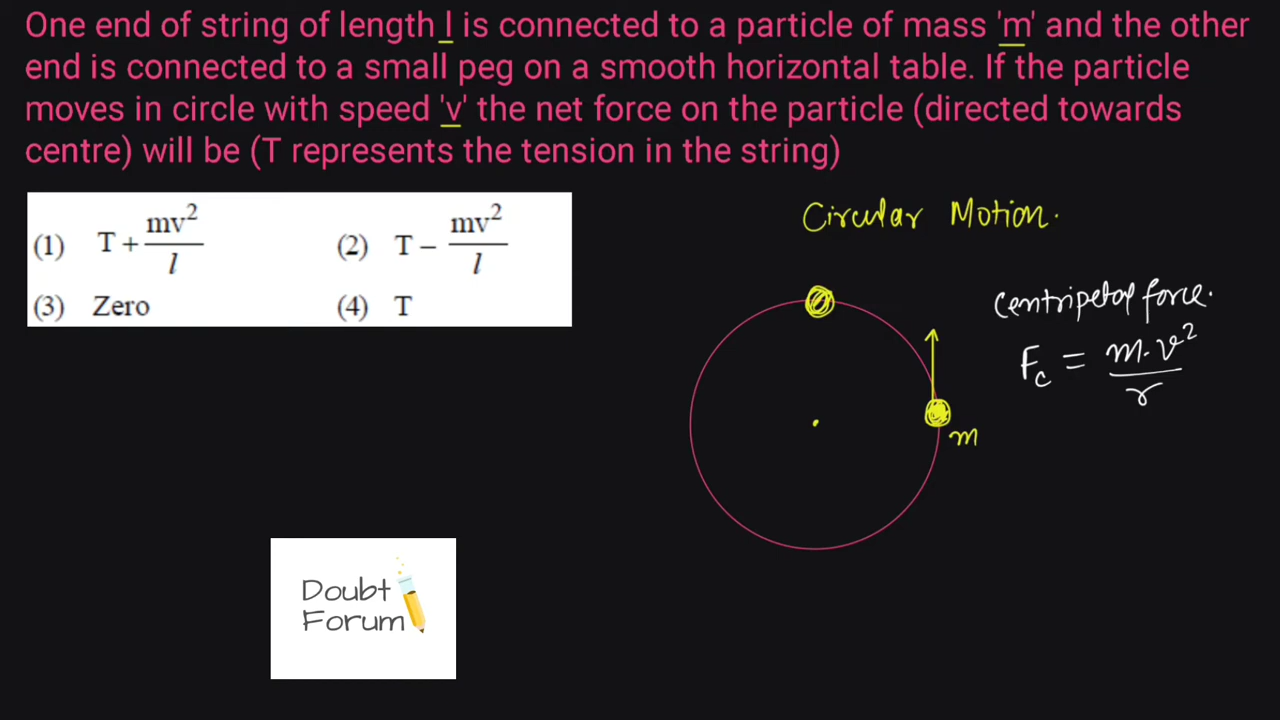 One end of string of length l is connected to a particle of mass 'm' and the other
end is connected to a small peg on a smooth horizontal table. If the particle
moves in circle with speed 'v' the net force on the particle (directed towards
centre) will be (T represents the tension in the string)
(1) T + mv²/l (2) T – mv²/l
(3) Zero (4) T
Circular Motion.
Centripetal force.
Fc = m·v²/r
m
Doubt
Forum